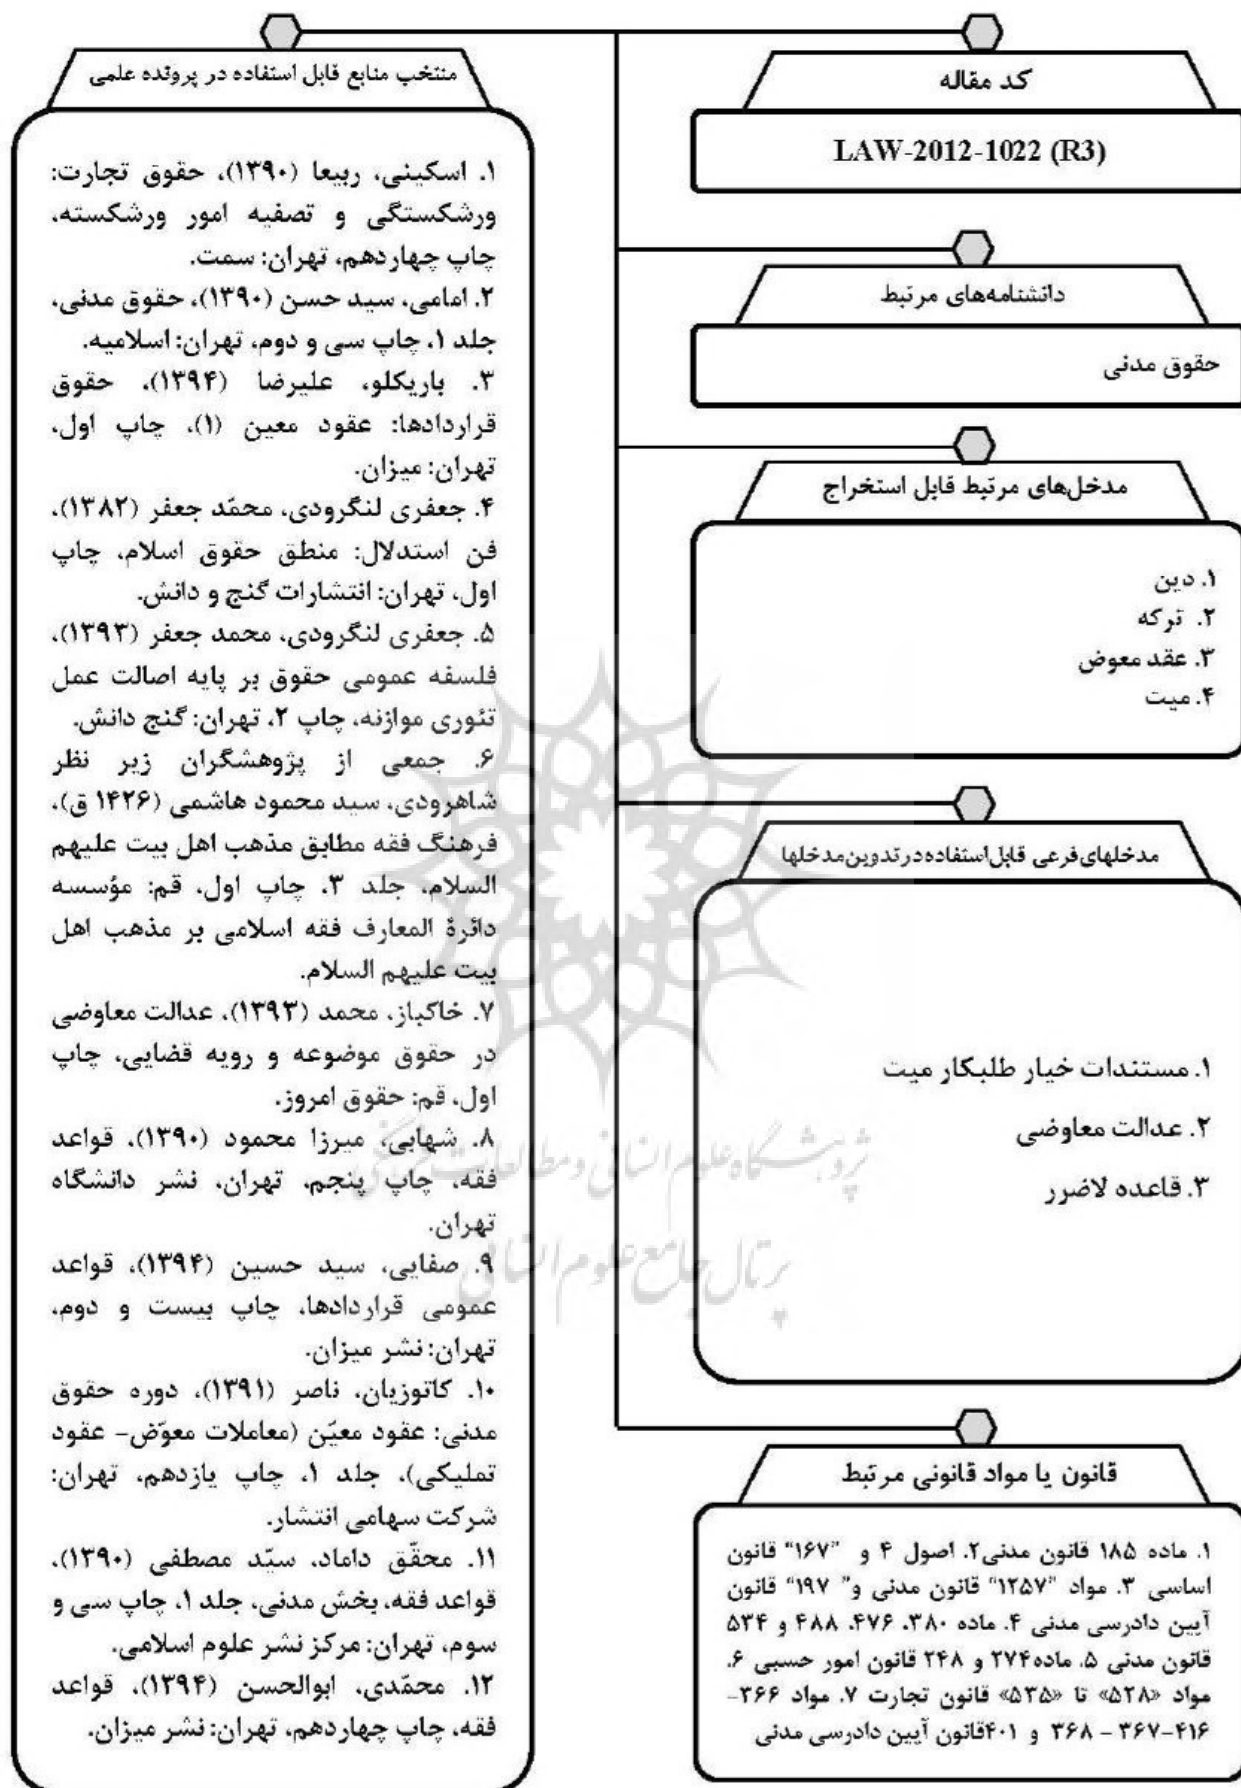 کد مقاله
LAW-2012-1022 (R3)
دانشنامه‌های مرتبط
حقوق مدنی
مدخل‌های مرتبط قابل استخراج
۱. دین
۲. ترکه
۳. عقد معوض
۴. میت
مدخلهای فرعی قابل استفاده در تدوین مدخلها
۱. مستندات خیار طلبکار میت
۲. عدالت معاوضی
۳. قاعده لاضرر
قانون یا مواد قانونی مرتبط
۱. ماده ۱۸۵ قانون مدنی۲. اصول ۴ و "۱۶۷" قانون
اساسی ۳. مواد "۱۲۵۷" قانون مدنی و" ۱۹۷" قانون
آیین دادرسی مدنی ۴. ماده ۳۸۰، ۴۷۶، ۴۸۸ و ۵۳۴
قانون مدنی ۵. ماده۲۷۴ و ۲۴۸ قانون امور حسبی ۶.
مواد «۵۲۸» تا «۵۳۵» قانون تجارت ۷. مواد ۳۶۶-
۴۱۶-۳۶۷ - ۳۶۸ و ۴۰۱قانون آیین دادرسی مدنی
منتخب منابع قابل استفاده در پرونده علمی
۱. اسکینی، ربیعا (۱۳۹۰)، حقوق تجارت:
ورشکستگی و تصفیه امور ورشکسته،
چاپ چهاردهم، تهران: سمت.
۲. امامی، سید حسن (۱۳۹۰)، حقوق مدنی،
جلد ۱، چاپ سی و دوم، تهران: اسلامیه.
۳. باریکلو، علیرضا (۱۳۹۴)، حقوق
قراردادها: عقود معین (۱)، چاپ اول،
تهران: میزان.
۴. جعفری لنگرودی، محمّد جعفر (۱۳۸۲)،
فن استدلال: منطق حقوق اسلام، چاپ
اول، تهران: انتشارات گنج و دانش.
۵. جعفری لنگرودی، محمد جعفر (۱۳۹۳)،
فلسفه عمومی حقوق بر پایه اصالت عمل
تئوری موازنه، چاپ ۲، تهران: گنج دانش.
۶. جمعی از پژوهشگران زیر نظر
شاهرودی، سید محمود هاشمی (۱۴۲۶ ق)،
فرهنگ فقه مطابق مذهب اهل بیت علیهم
السلام، جلد ۳، چاپ اول، قم: مؤسسه
دائرة المعارف فقه اسلامی بر مذهب اهل
بیت علیهم السلام.
۷. خاکباز، محمد (۱۳۹۳)، عدالت معاوضی
در حقوق موضوعه و رویه قضایی، چاپ
اول، قم: حقوق امروز.
۸. شهابی، میرزا محمود (۱۳۹۰)، قواعد
فقه، چاپ پنجم، تهران، نشر دانشگاه
تهران.
۹. صفایی، سید حسین (۱۳۹۴)، قواعد
عمومی قراردادها، چاپ بیست و دوم،
تهران: نشر میزان.
۱۰. کاتوزیان، ناصر (۱۳۹۱)، دوره حقوق
مدنی: عقود معیّن (معاملات معوّض- عقود
تملیکی)، جلد ۱، چاپ یازدهم، تهران:
شرکت سهامی انتشار.
۱۱. محقّق داماد، سیّد مصطفی (۱۳۹۰)،
قواعد فقه، بخش مدنی، جلد ۱، چاپ سی و
سوم، تهران: مرکز نشر علوم اسلامی.
۱۲. محمّدی، ابوالحسن (۱۳۹۴)، قواعد
فقه، چاپ چهاردهم، تهران: نشر میزان.
پژوهشگاه علوم انسانی و مطالعات فرهنگی
پرتال جامع علوم انسانی